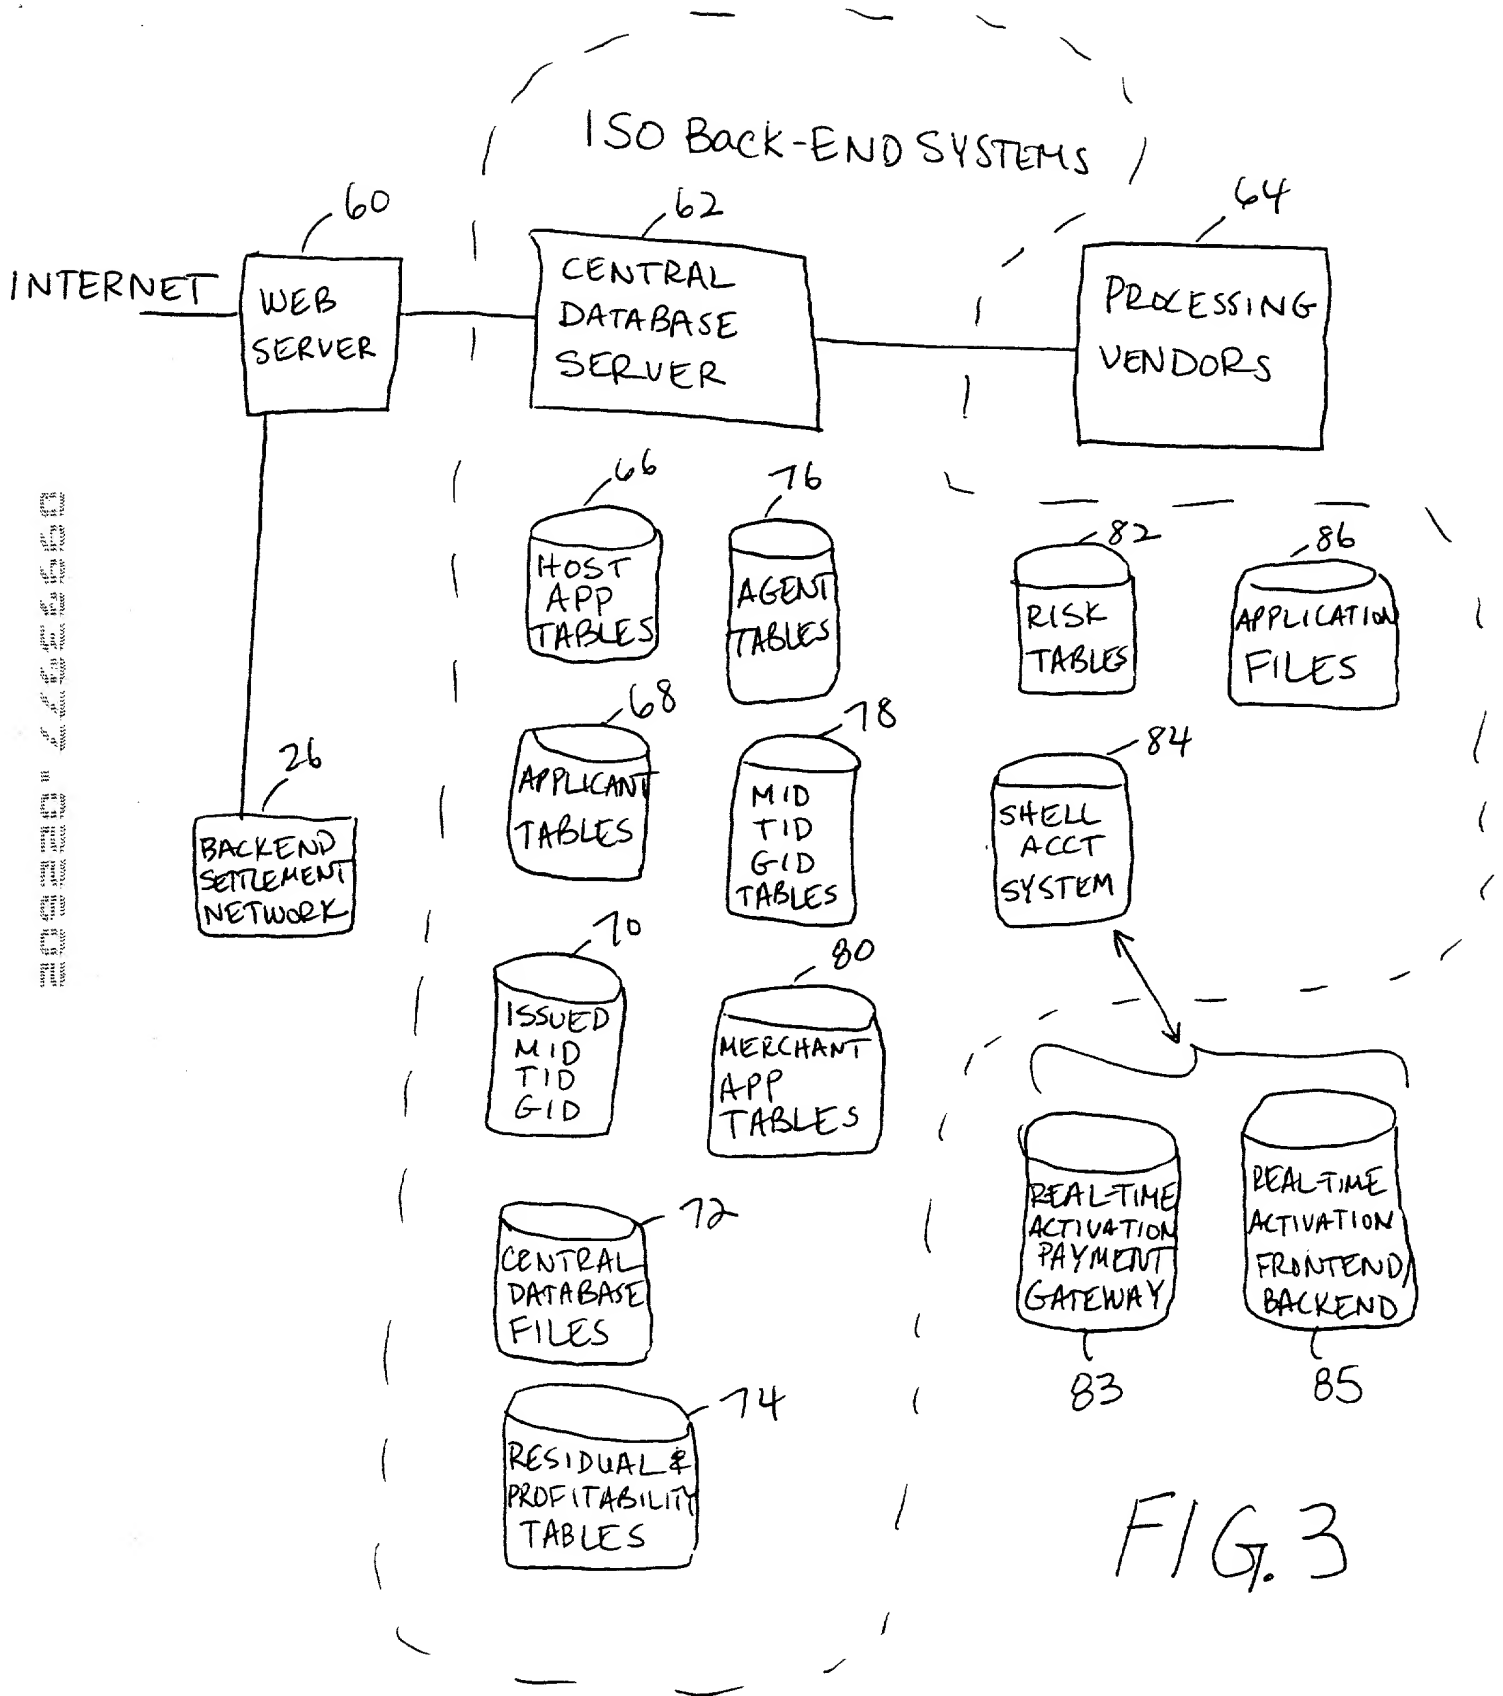 ISO BACK-END SYSTEMS
60
62
64
INTERNET
WEB
SERVER
CENTRAL
DATABASE
SERVER
PROCESSING
VENDORS
66
HOST
APP
TABLES
76
AGENT
TABLES
82
RISK
TABLES
86
APPLICATION
FILES
26
BACKEND
SETTLEMENT
NETWORK
68
APPLICANT
TABLES
78
MID
TID
GID
TABLES
84
SHELL
ACCT
SYSTEM
70
ISSUED
MID
TID
GID
80
MERCHANT
APP
TABLES
72
CENTRAL
DATABASE
FILES
REAL-TIME
ACTIVATION
PAYMENT
GATEWAY
83
REAL-TIME
ACTIVATION
FRONTEND/
BACKEND
85
74
RESIDUAL &
PROFITABILITY
TABLES
FIG. 3